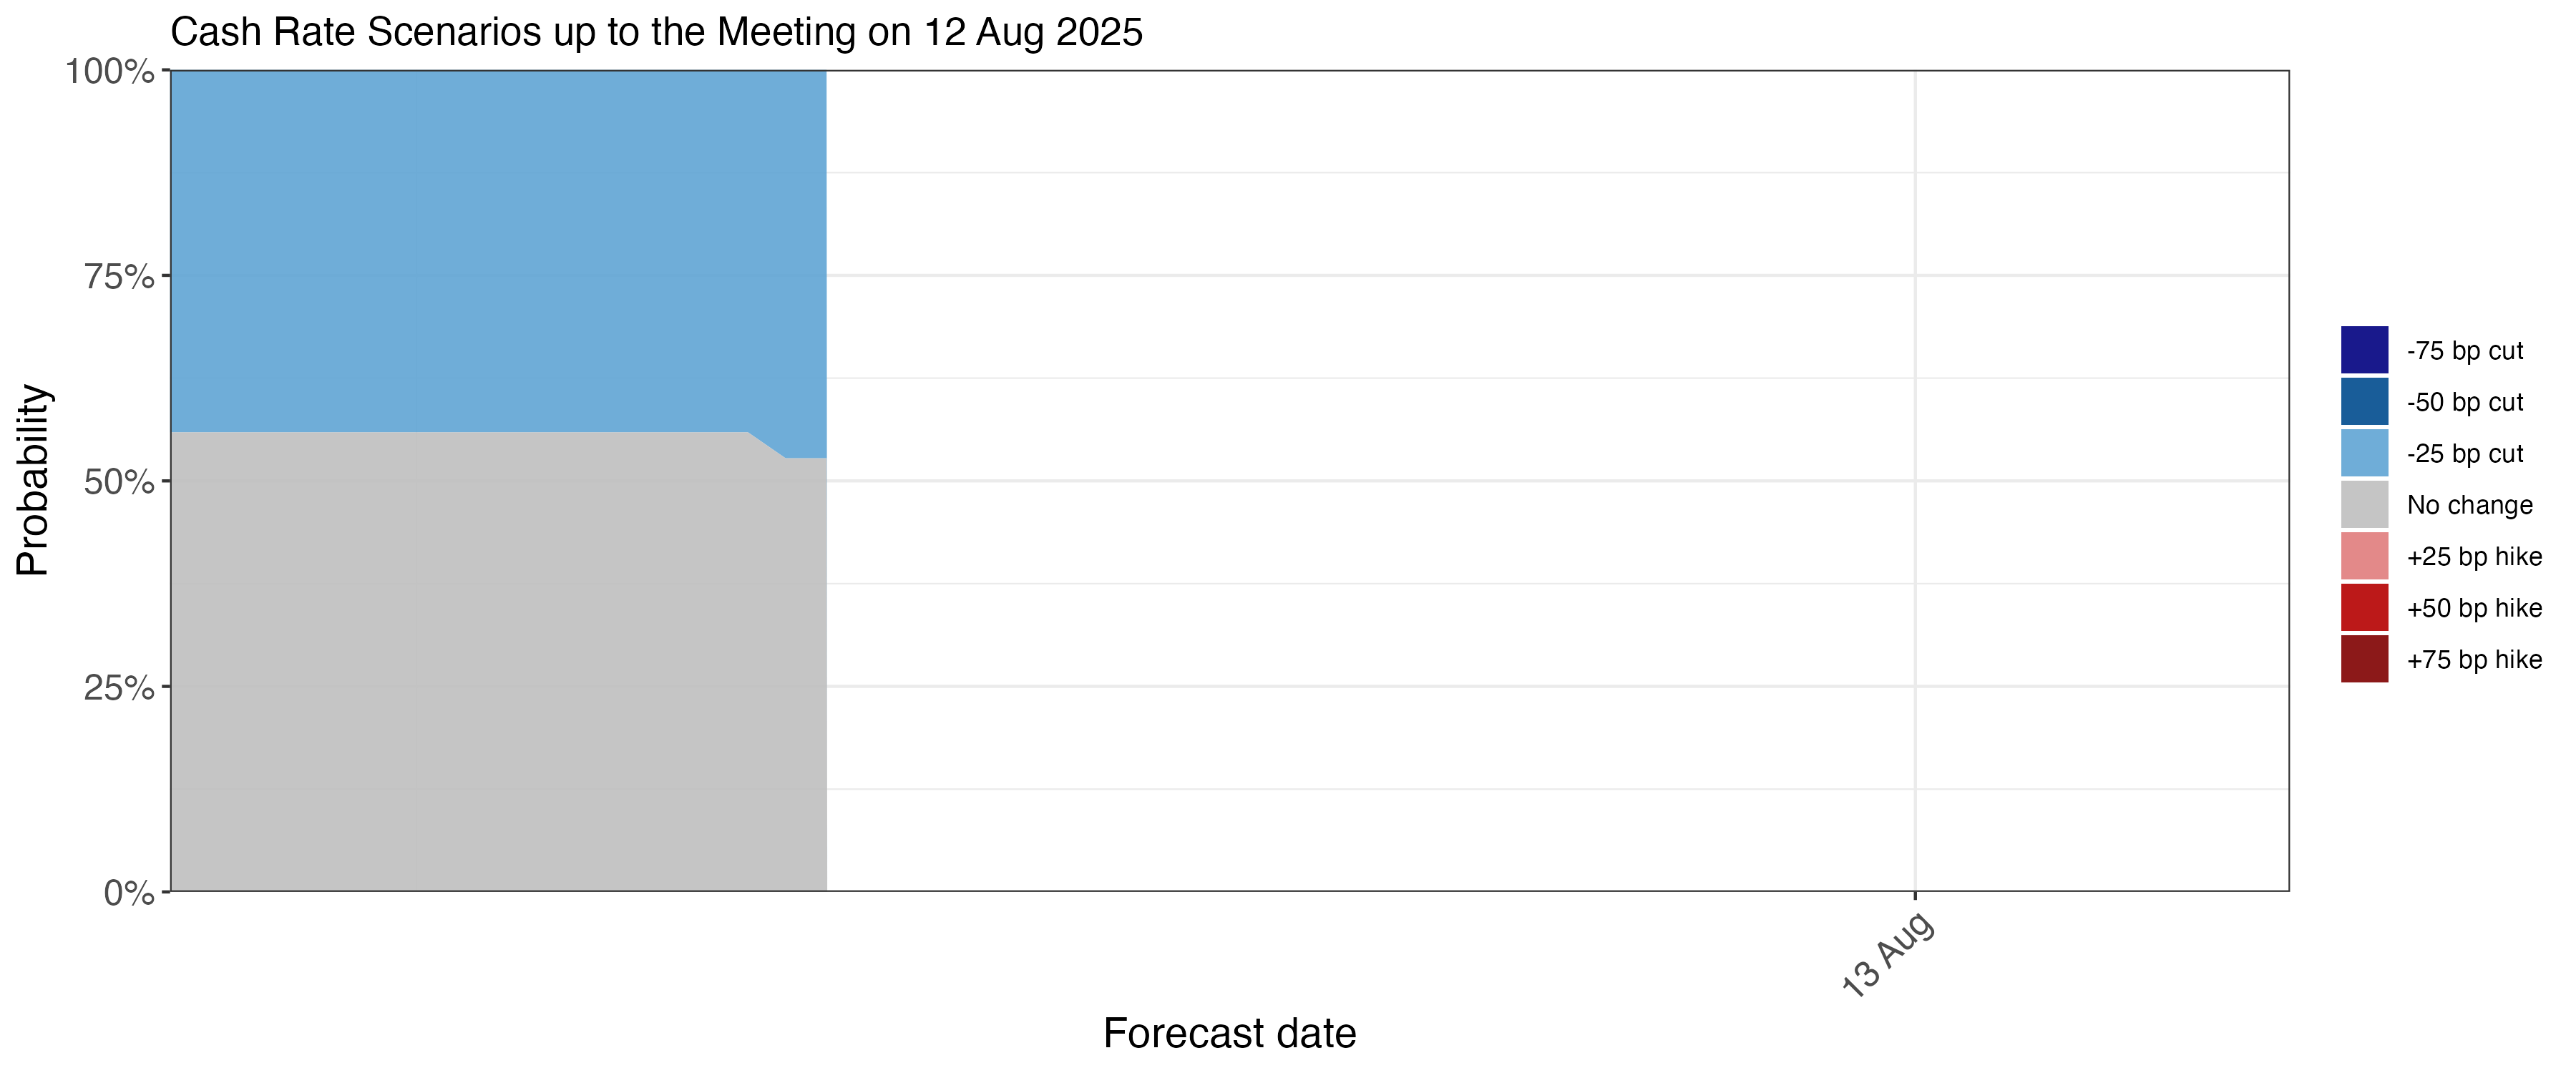 Cash Rate Scenarios up to the Meeting on 12 Aug 2025
100%
75%
50%
25%
0%
Probability
13 Aug
Forecast date
-75 bp cut
-50 bp cut
-25 bp cut
No change
+25 bp hike
+50 bp hike
+75 bp hike